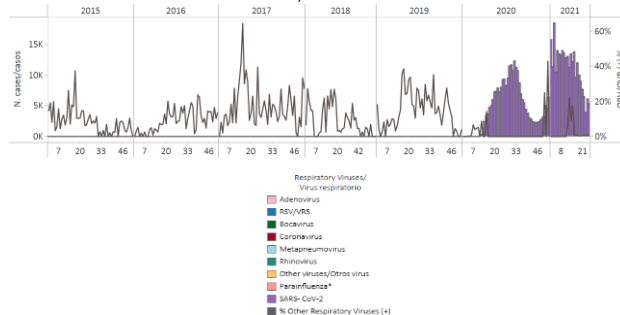 2015 2016 2017 2018 2019 2020 2021
15K 60%
10K 40%
5K 20%
0K 0%
N. cases/casos
7 20 33 46 7 20 33 46 7 20 33 46 7 20 42 7 20 33 46 7 20 33 46 8 21
Respiratory Viruses/
Virus respiratorio
Adenovirus
RSV/VRS
Bocavirus
Coronavirus
Metapneumovirus
Rhinovirus
Other viruses/Otros virus
Parainfluenza*
SARS- CoV-2
% Other Respiratory Viruses (+)